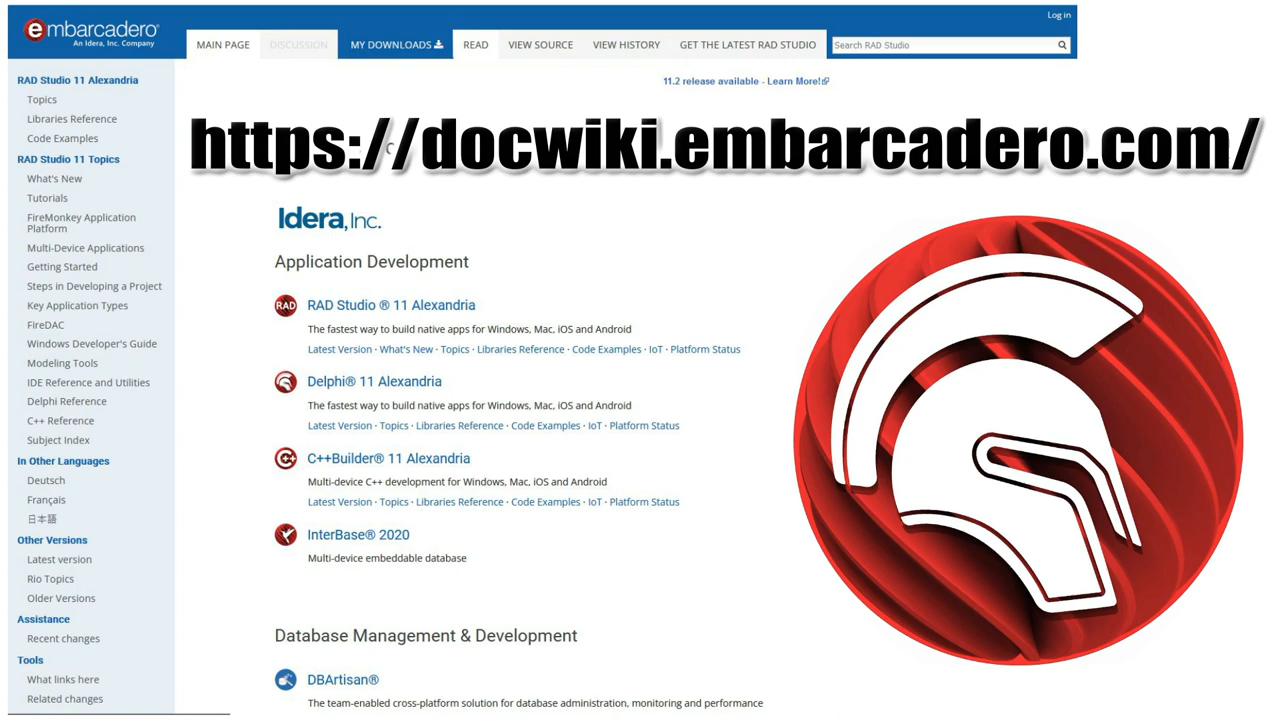 embarcadero®
An Idera, Inc. Company
Log in
MAIN PAGE
DISCUSSION
MY DOWNLOADS
READ
VIEW SOURCE
VIEW HISTORY
GET THE LATEST RAD STUDIO
Search RAD Studio
RAD Studio 11 Alexandria
Topics
Libraries Reference
Code Examples
RAD Studio 11 Topics
What's New
Tutorials
FireMonkey Application
Platform
Multi-Device Applications
Getting Started
Steps in Developing a Project
Key Application Types
FireDAC
Windows Developer's Guide
Modeling Tools
IDE Reference and Utilities
Delphi Reference
C++ Reference
Subject Index
In Other Languages
Deutsch
Français
日本語
Other Versions
Latest version
Rio Topics
Older Versions
Assistance
Recent changes
Tools
What links here
Related changes
11.2 release available - Learn More!
https://docwiki.embarcadero.com/
Idera, Inc.
Application Development
RAD
RAD Studio ® 11 Alexandria
The fastest way to build native apps for Windows, Mac, iOS and Android
Latest Version · What's New · Topics · Libraries Reference · Code Examples · IoT · Platform Status
Delphi® 11 Alexandria
The fastest way to build native apps for Windows, Mac, iOS and Android
Latest Version · Topics · Libraries Reference · Code Examples · IoT · Platform Status
C++Builder® 11 Alexandria
Multi-device C++ development for Windows, Mac, iOS and Android
Latest Version · Topics · Libraries Reference · Code Examples · IoT · Platform Status
InterBase® 2020
Multi-device embeddable database
Database Management & Development
DBArtisan®
The team-enabled cross-platform solution for database administration, monitoring and performance